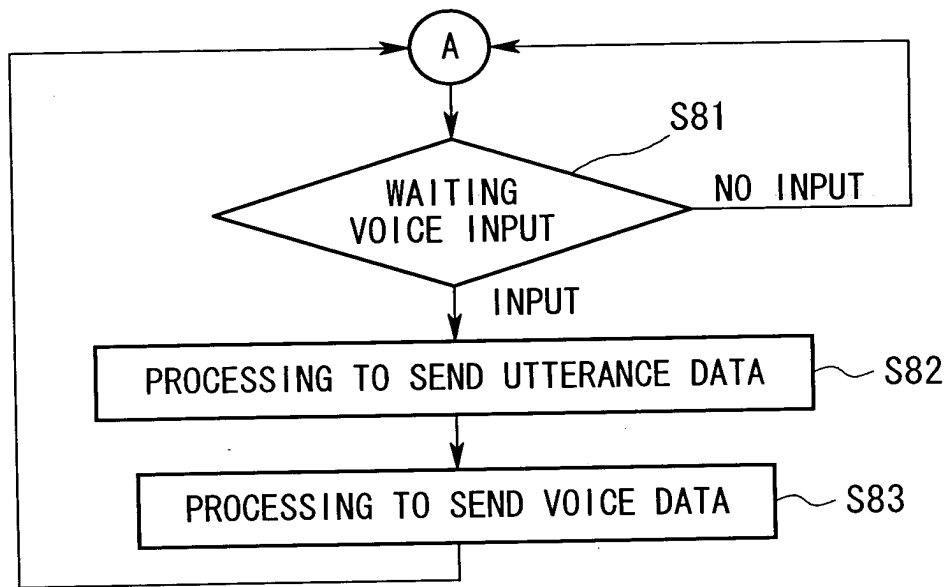 A
S81
WAITING
VOICE INPUT
NO INPUT
INPUT
PROCESSING TO SEND UTTERANCE DATA
S82
PROCESSING TO SEND VOICE DATA
S83